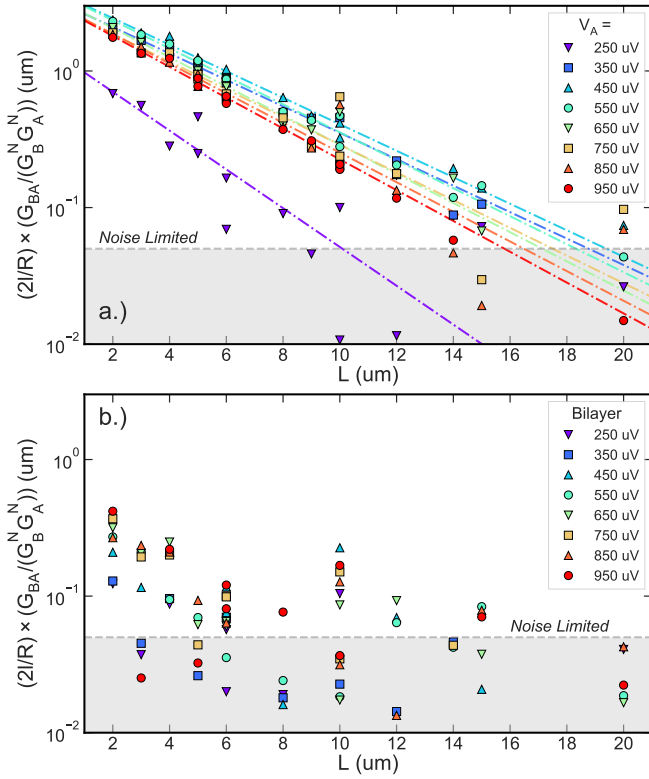 (2I/R) × (G_BA/(G_B^N G_A^N)) (um)
10^0
10^-1
10^-2
V_A =
250 uV
350 uV
450 uV
550 uV
650 uV
750 uV
850 uV
950 uV
Noise Limited
a.)
2 4 6 8 10 12 14 16 18 20
L (um)
(2I/R) × (G_BA/(G_B^N G_A^N)) (um)
10^0
10^-1
10^-2
b.)
Bilayer
250 uV
350 uV
450 uV
550 uV
650 uV
750 uV
850 uV
950 uV
Noise Limited
2 4 6 8 10 12 14 16 18 20
L (um)